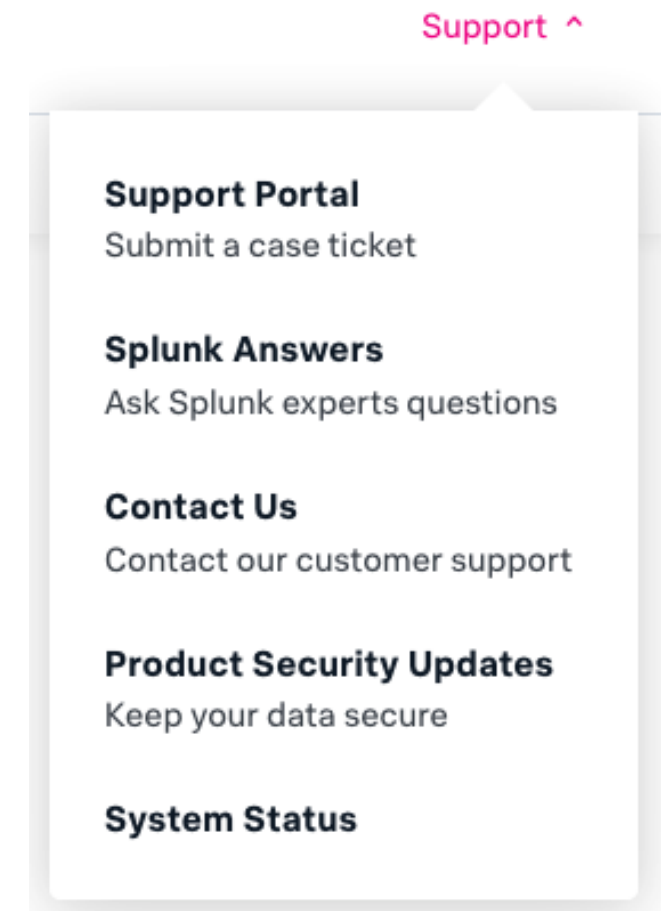 Support
Support Portal
Submit a case ticket
Splunk Answers
Ask Splunk experts questions
Contact Us
Contact our customer support
Product Security Updates
Keep your data secure
System Status